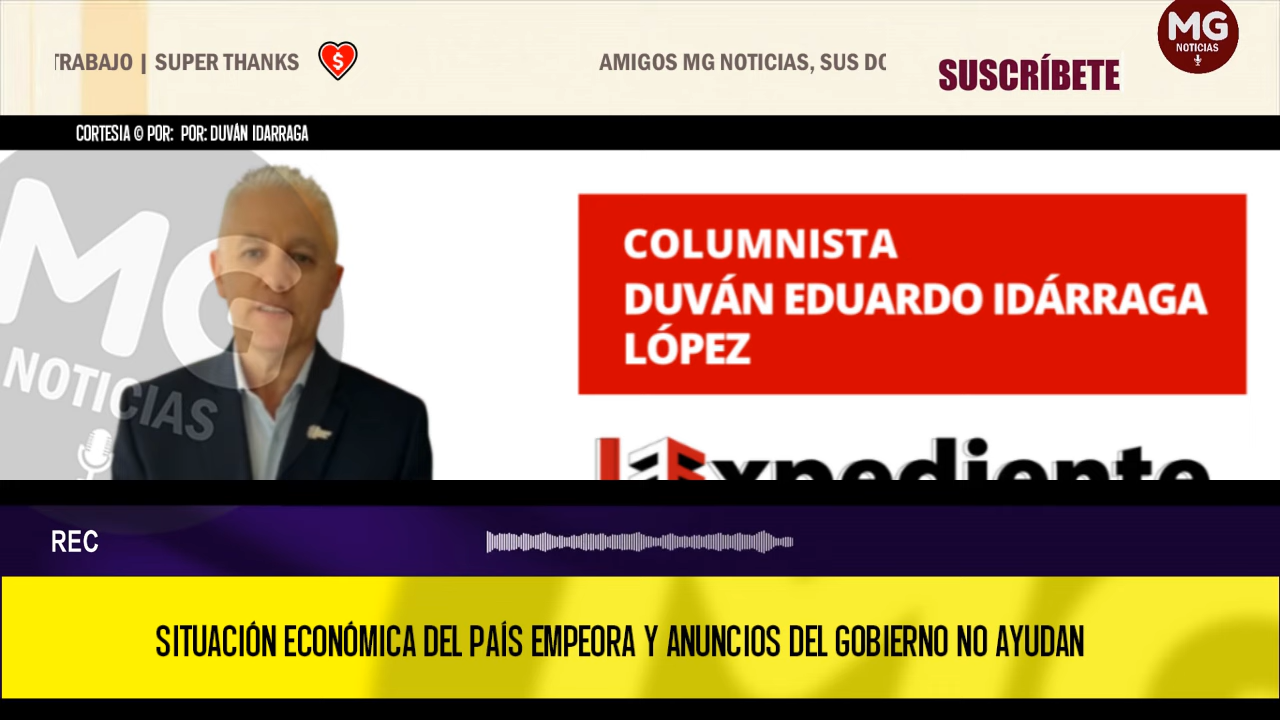 TRABAJO | SUPER THANKS
$
AMIGOS MG NOTICIAS, SUS DO
SUSCRÍBETE
MG
NOTICIAS
CORTESIA © POR: POR: DUVÁN IDARRAGA
MG
NOTICIAS
COLUMNISTA
DUVÁN EDUARDO IDÁRRAGA
LÓPEZ
Expediente
REC
SITUACIÓN ECONÓMICA DEL PAÍS EMPEORA Y ANUNCIOS DEL GOBIERNO NO AYUDAN